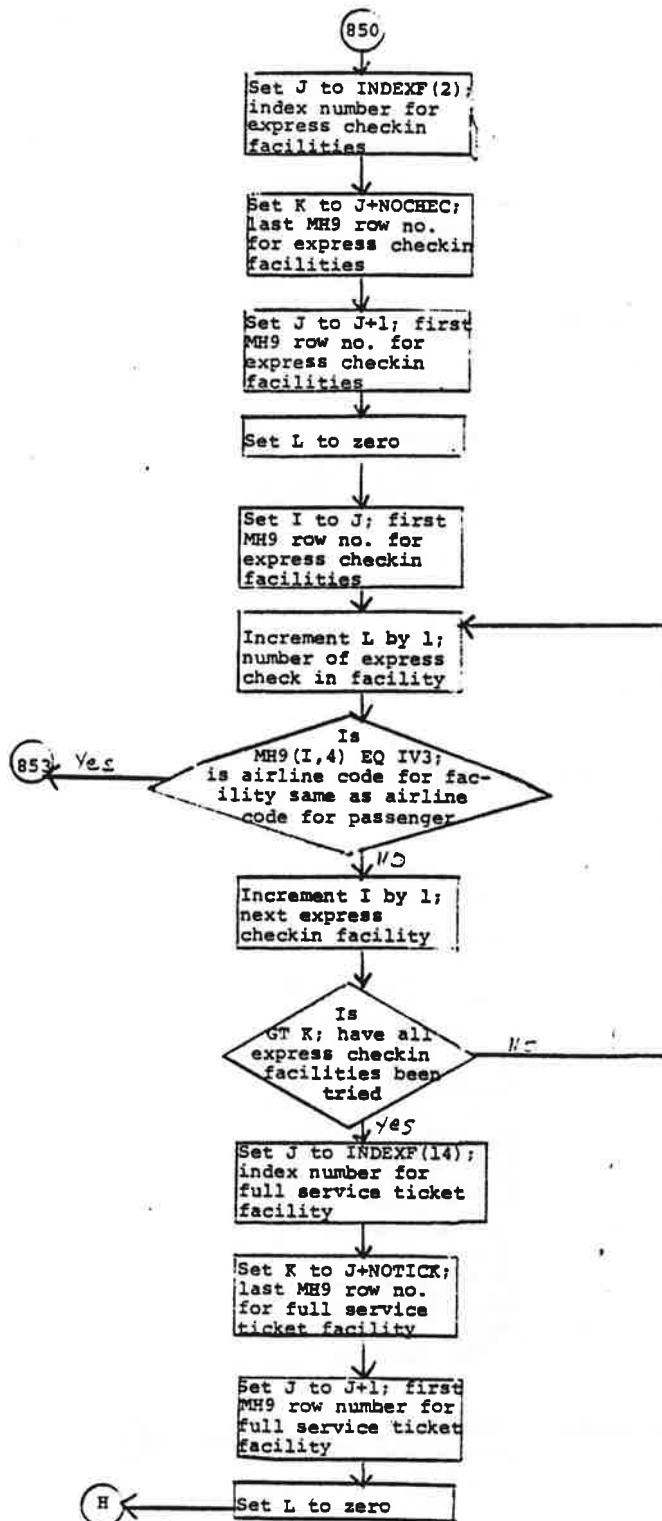 850
Set J to INDEXF(2);
index number for
express checkin
facilities
Set K to J+NOCHEC;
last MH9 row no.
for express checkin
facilities
Set J to J+1; first
MH9 row no. for
express checkin
facilities
Set L to zero
Set I to J; first
MH9 row no. for
express checkin
facilities
Increment L by 1;
number of express
check in facility
Is
MH9(I,4) EQ IV3;
is airline code for fac-
ility same as airline
code for passenger
853
Yes
NO
Increment I by 1;
next express
checkin facility
Is
GT K; have all
express checkin
facilities been
tried
NO
Yes
Set J to INDEXF(14);
index number for
full service ticket
facility
Set K to J+NOTICK;
last MH9 row no.
for full service
ticket facility
Set J to J+1; first
MH9 row number for
full service ticket
facility
Set L to zero
H